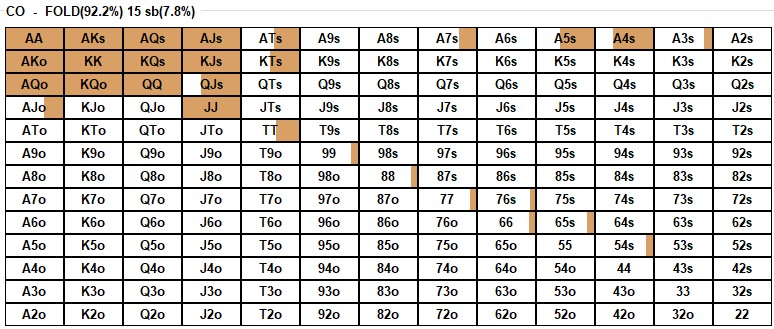 CO - FOLD(92.2%) 15 sb(7.8%)
AA AKs AQs AJs ATs A9s A8s A7s A6s A5s A4s A3s A2s
AKo KK KQs KJs KTs K9s K8s K7s K6s K5s K4s K3s K2s
AQo KQo QQ QJs QTs Q9s Q8s Q7s Q6s Q5s Q4s Q3s Q2s
AJo KJo QJo JJ JTs J9s J8s J7s J6s J5s J4s J3s J2s
ATo KTo QTo JTo TT T9s T8s T7s T6s T5s T4s T3s T2s
A9o K9o Q9o J9o T9o 99 98s 97s 96s 95s 94s 93s 92s
A8o K8o Q8o J8o T8o 98o 88 87s 86s 85s 84s 83s 82s
A7o K7o Q7o J7o T7o 97o 87o 77 76s 75s 74s 73s 72s
A6o K6o Q6o J6o T6o 96o 86o 76o 66 65s 64s 63s 62s
A5o K5o Q5o J5o T5o 95o 85o 75o 65o 55 54s 53s 52s
A4o K4o Q4o J4o T4o 94o 84o 74o 64o 54o 44 43s 42s
A3o K3o Q3o J3o T3o 93o 83o 73o 63o 53o 43o 33 32s
A2o K2o Q2o J2o T2o 92o 82o 72o 62o 52o 42o 32o 22